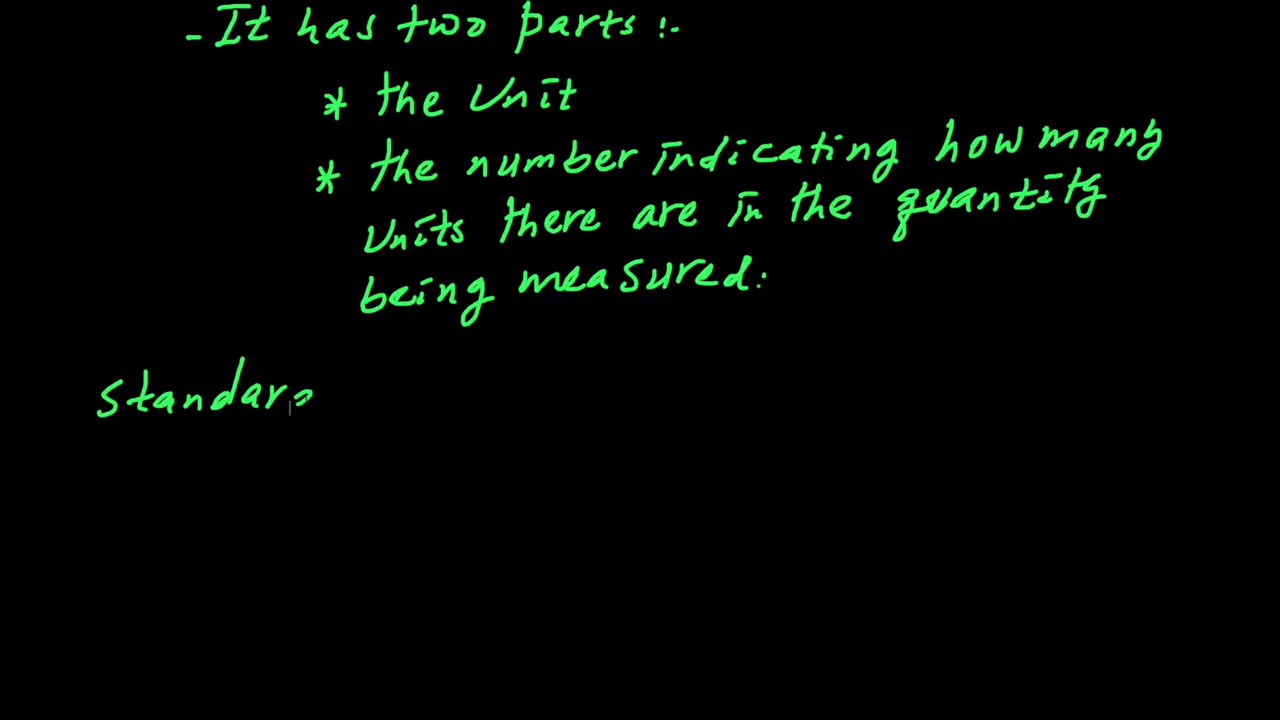 - It has two parts :-
* the Unit
* the number indicating how many
Units there are in the quantity
being measured.
Standar